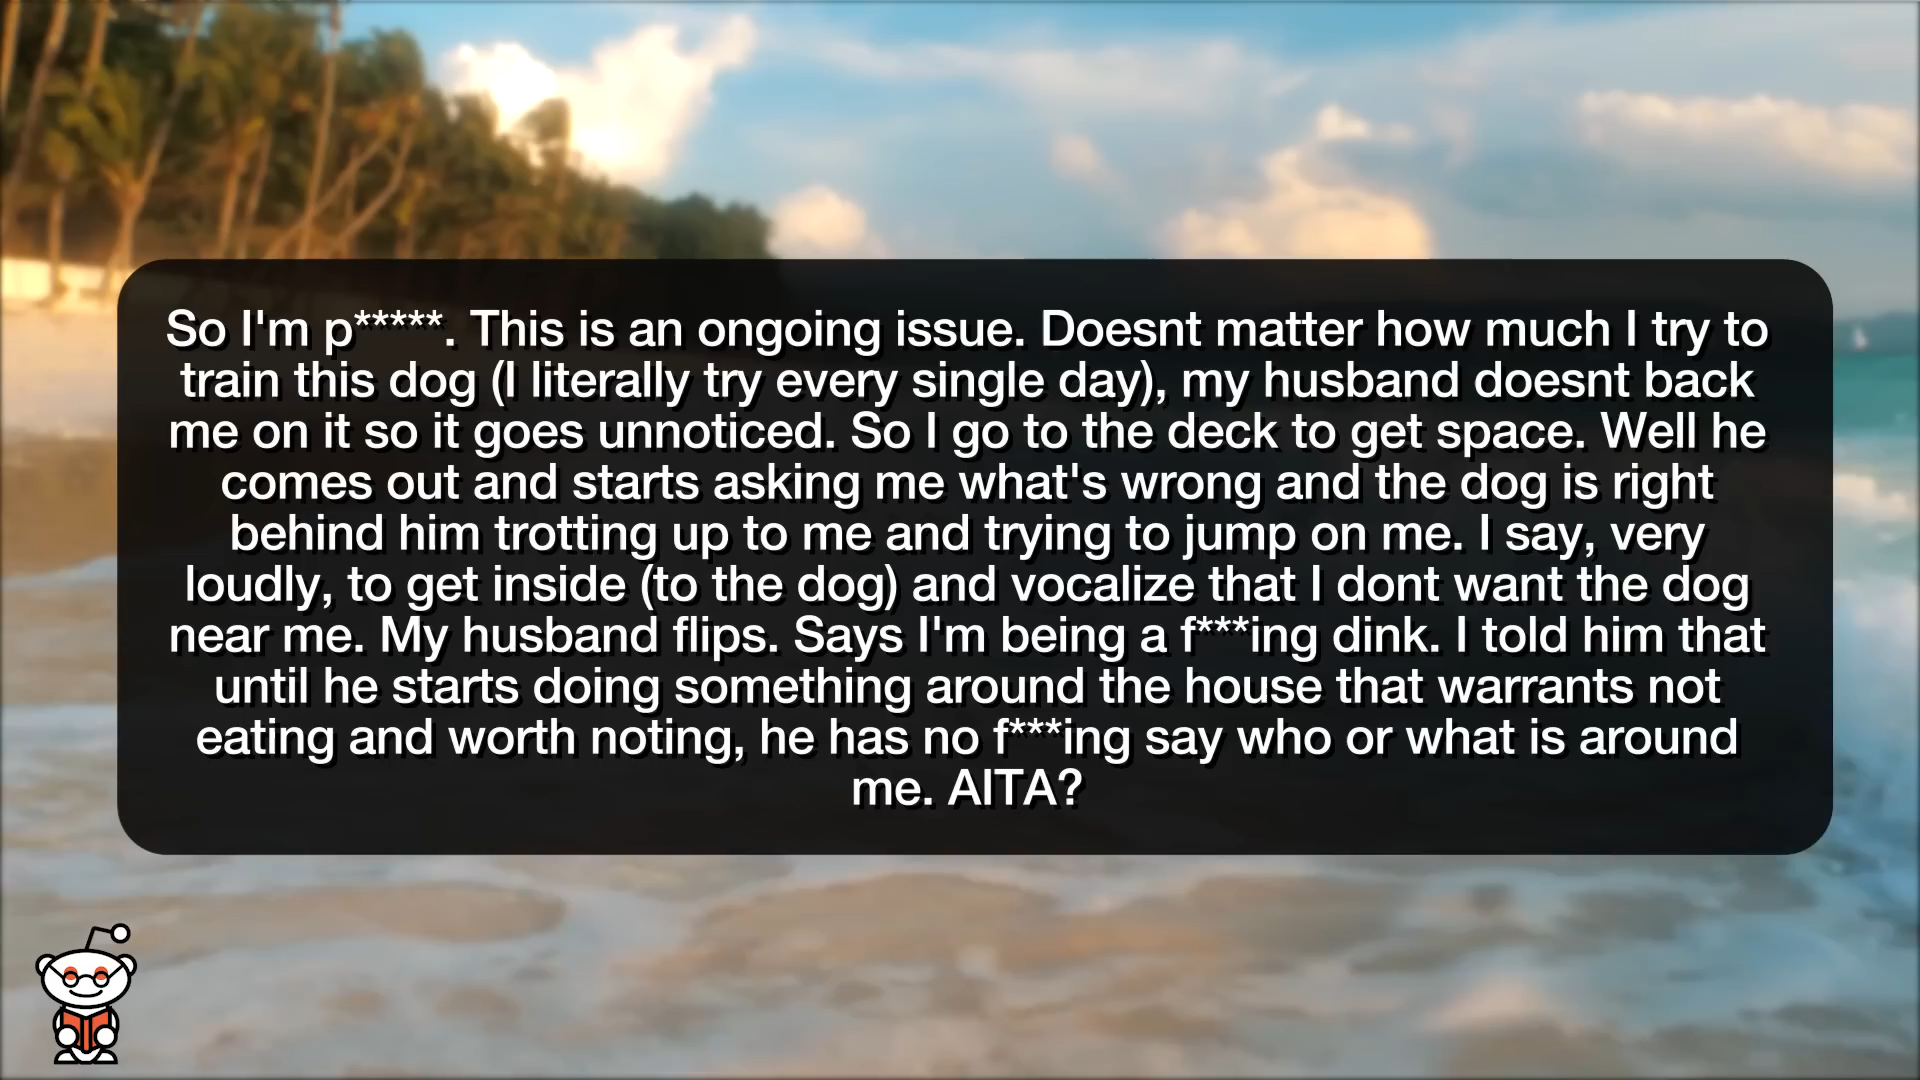 So I'm p*****. This is an ongoing issue. Doesnt matter how much I try to
train this dog (I literally try every single day), my husband doesnt back
me on it so it goes unnoticed. So I go to the deck to get space. Well he
comes out and starts asking me what's wrong and the dog is right
behind him trotting up to me and trying to jump on me. I say, very
loudly, to get inside (to the dog) and vocalize that I dont want the dog
near me. My husband flips. Says I'm being a f***ing dink. I told him that
until he starts doing something around the house that warrants not
eating and worth noting, he has no f***ing say who or what is around
me. AITA?